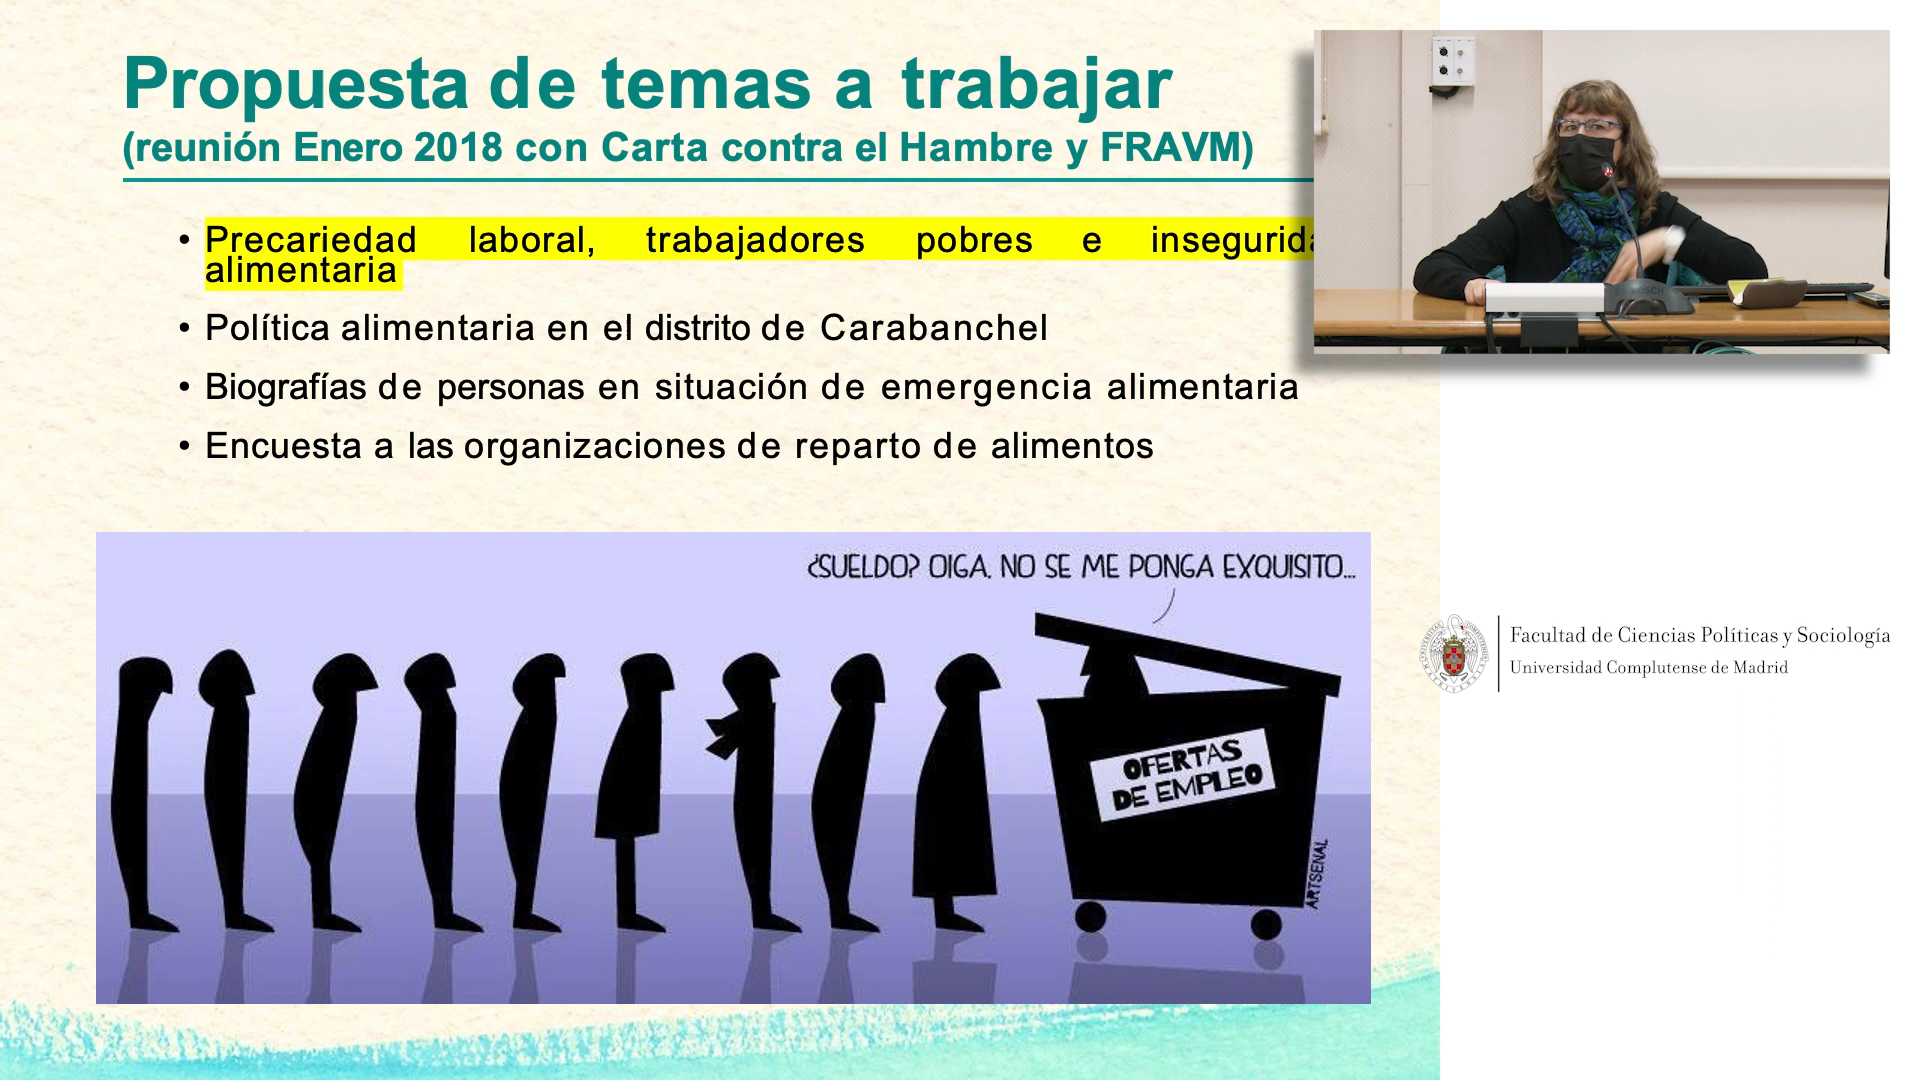 Propuesta de temas a trabajar
(reunión Enero 2018 con Carta contra el Hambre y FRAVM)
• Precariedad laboral, trabajadores pobres e insegurida
alimentaria
• Política alimentaria en el distrito de Carabanchel
• Biografías de personas en situación de emergencia alimentaria
• Encuesta a las organizaciones de reparto de alimentos
¿SUELDO? OIGA, NO SE ME PONGA EXQUISITO...
OFERTAS
DE EMPLEO
ARTSENAL
BOSCH
Facultad de Ciencias Políticas y Sociología
Universidad Complutense de Madrid